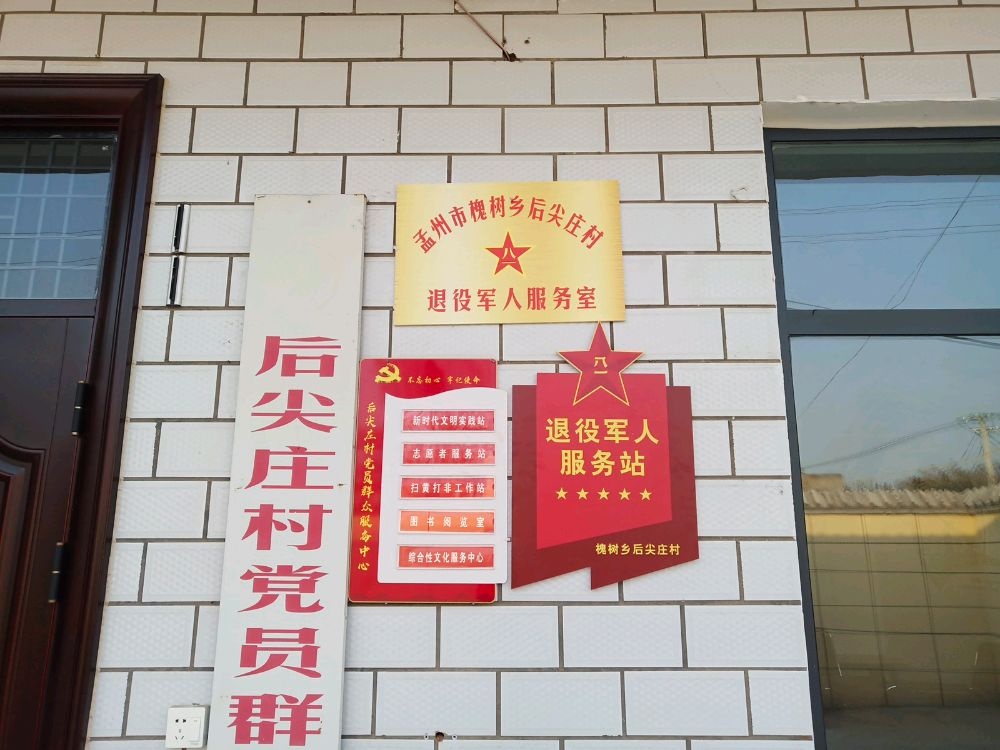 后尖庄村党员群
孟州市槐树乡后尖庄村
八一
退役军人服务室
不忘初心 牢记使命
后尖庄村党员群众服务中心
新时代文明实践站
志愿者服务站
扫黄打非工作站
图书阅览室
综合性文化服务中心
八一
退役军人
服务站
槐树乡后尖庄村